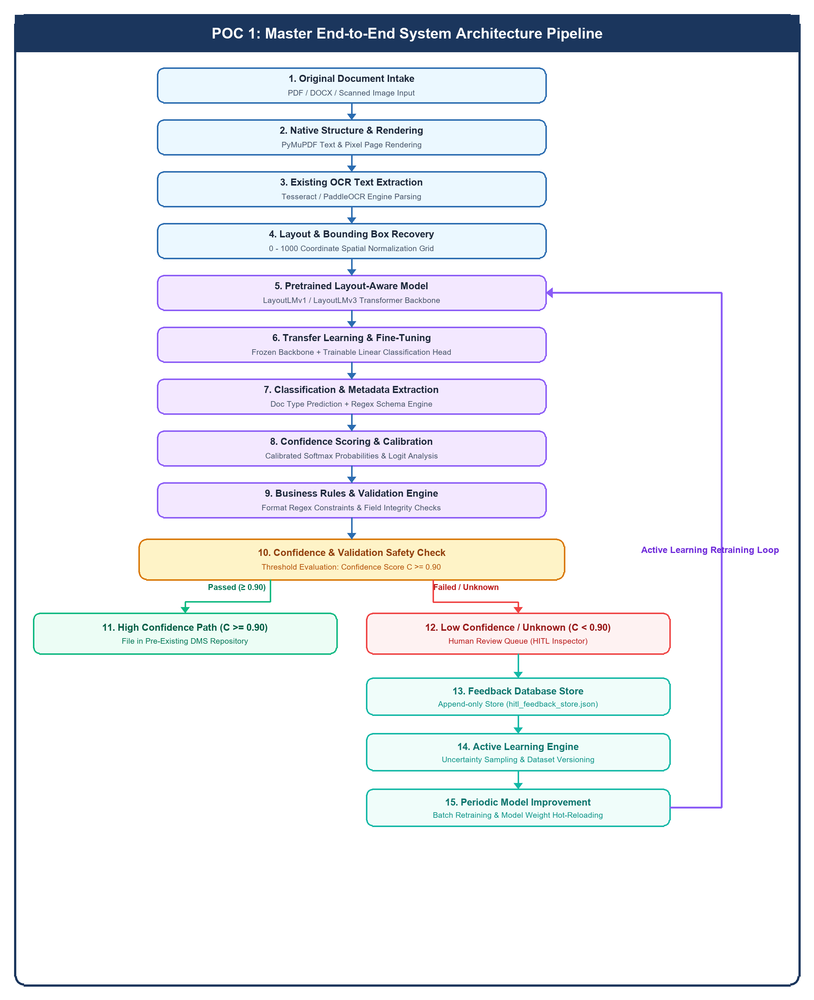 POC 1: Master End-to-End System Architecture Pipeline
1. Original Document Intake
PDF / DOCX / Scanned Image Input
2. Native Structure & Rendering
PyMuPDF Text & Pixel Page Rendering
3. Existing OCR Text Extraction
Tesseract / PaddleOCR Engine Parsing
4. Layout & Bounding Box Recovery
0 - 1000 Coordinate Spatial Normalization Grid
5. Pretrained Layout-Aware Model
LayoutLMv1 / LayoutLMv3 Transformer Backbone
6. Transfer Learning & Fine-Tuning
Frozen Backbone + Trainable Linear Classification Head
7. Classification & Metadata Extraction
Doc Type Prediction + Regex Schema Engine
8. Confidence Scoring & Calibration
Calibrated Softmax Probabilities & Logit Analysis
9. Business Rules & Validation Engine
Format Regex Constraints & Field Integrity Checks
10. Confidence & Validation Safety Check
Threshold Evaluation: Confidence Score C >= 0.90
Active Learning Retraining Loop
Passed (≥ 0.90)
Failed / Unknown
11. High Confidence Path (C >= 0.90)
File in Pre-Existing DMS Repository
12. Low Confidence / Unknown (C < 0.90)
Human Review Queue (HITL Inspector)
13. Feedback Database Store
Append-only Store (hitl_feedback_store.json)
14. Active Learning Engine
Uncertainty Sampling & Dataset Versioning
15. Periodic Model Improvement
Batch Retraining & Model Weight Hot-Reloading